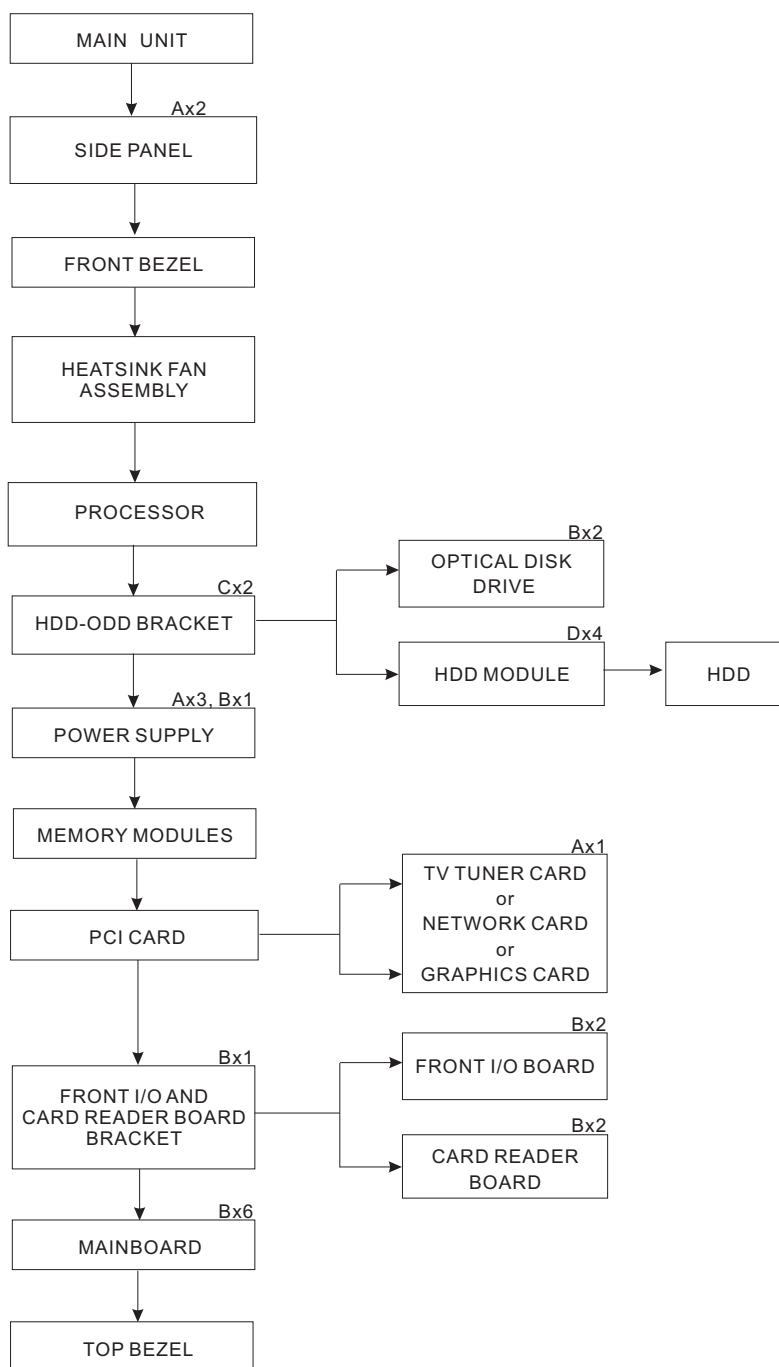 MAIN UNIT
Ax2
SIDE PANEL
FRONT BEZEL
HEATSINK FAN
ASSEMBLY
PROCESSOR
Cx2
HDD-ODD BRACKET
Bx2
OPTICAL DISK
DRIVE
Dx4
HDD MODULE
HDD
Ax3, Bx1
POWER SUPPLY
MEMORY MODULES
PCI CARD
Ax1
TV TUNER CARD
or
NETWORK CARD
or
GRAPHICS CARD
Bx1
FRONT I/O AND
CARD READER BOARD
BRACKET
Bx2
FRONT I/O BOARD
Bx2
CARD READER
BOARD
Bx6
MAINBOARD
TOP BEZEL